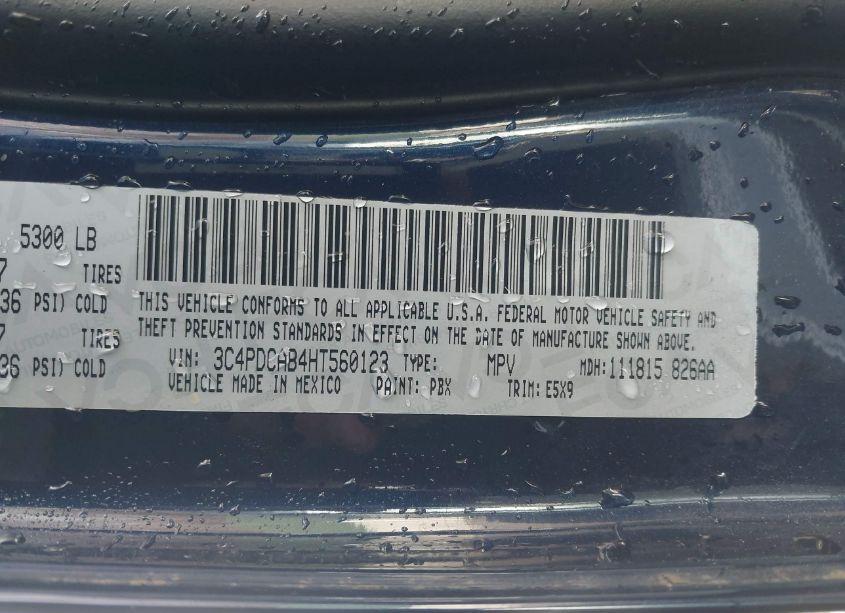 5300 LB
7 TIRES
36 PSI) COLD
7 TIRES
36 PSI) COLD
THIS VEHICLE CONFORMS TO ALL APPLICABLE U.S.A. FEDERAL MOTOR VEHICLE SAFETY AND
THEFT PREVENTION STANDARDS IN EFFECT ON THE DATE OF MANUFACTURE SHOWN ABOVE.
VIN: 3C4PDCAB4HT560123 TYPE: MPV MDH:111815 826AA
VEHICLE MADE IN MEXICO PAINT: PBX TRIM: E5X9